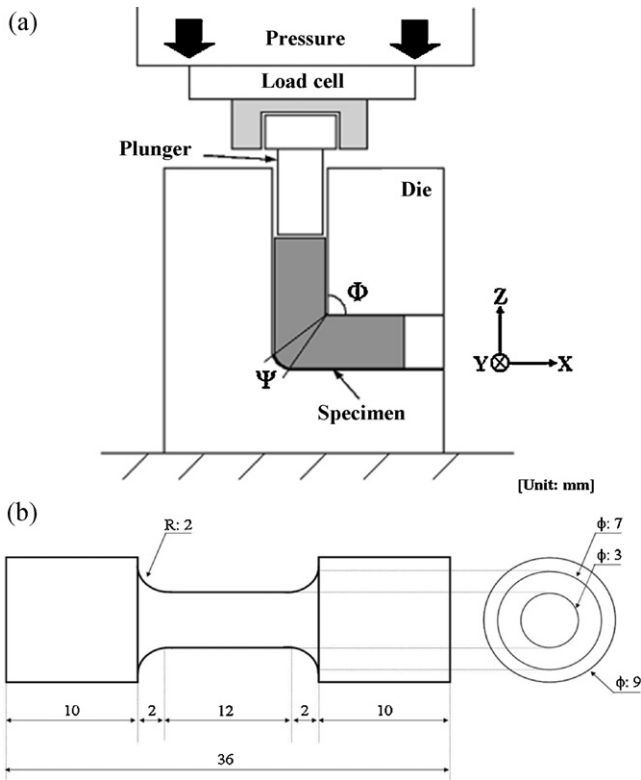 (a)
Pressure
Load cell
Plunger
Die
Φ
Z
Ψ
Y
X
Specimen
[Unit: mm]
(b)
R: 2
ϕ: 7
ϕ: 3
ϕ: 9
10
2
12
2
10
36